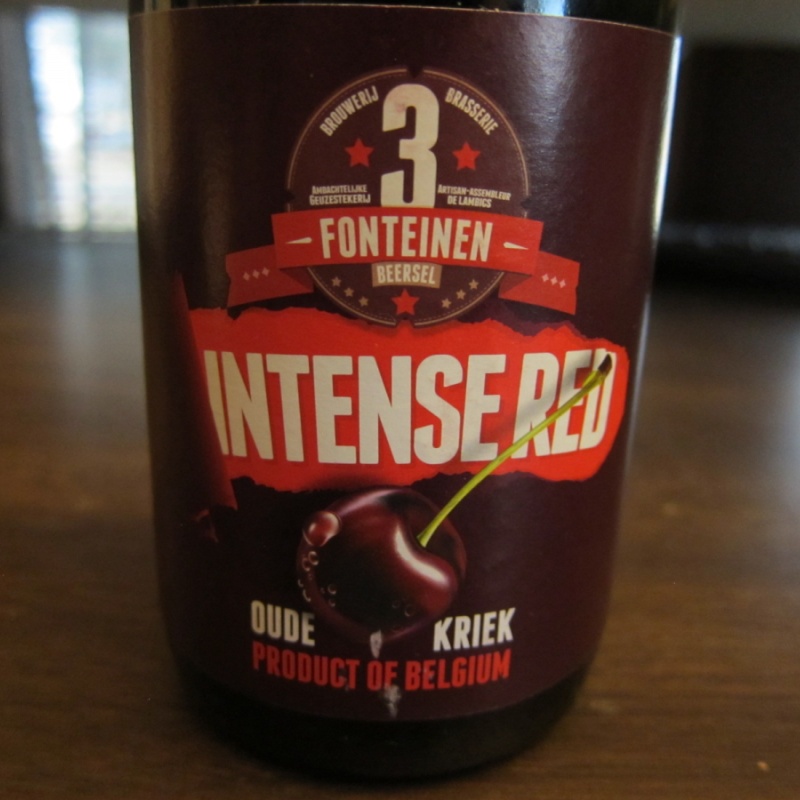 BROUWERIJ BRASSERIE
3
AMBACHTELIJKE
GEUZESTEKERIJ
ARTISAN-ASSEMBLEUR
DE LAMBICS
FONTEINEN
BEERSEL
INTENSE RED
OUDE KRIEK
PRODUCT OF BELGIUM